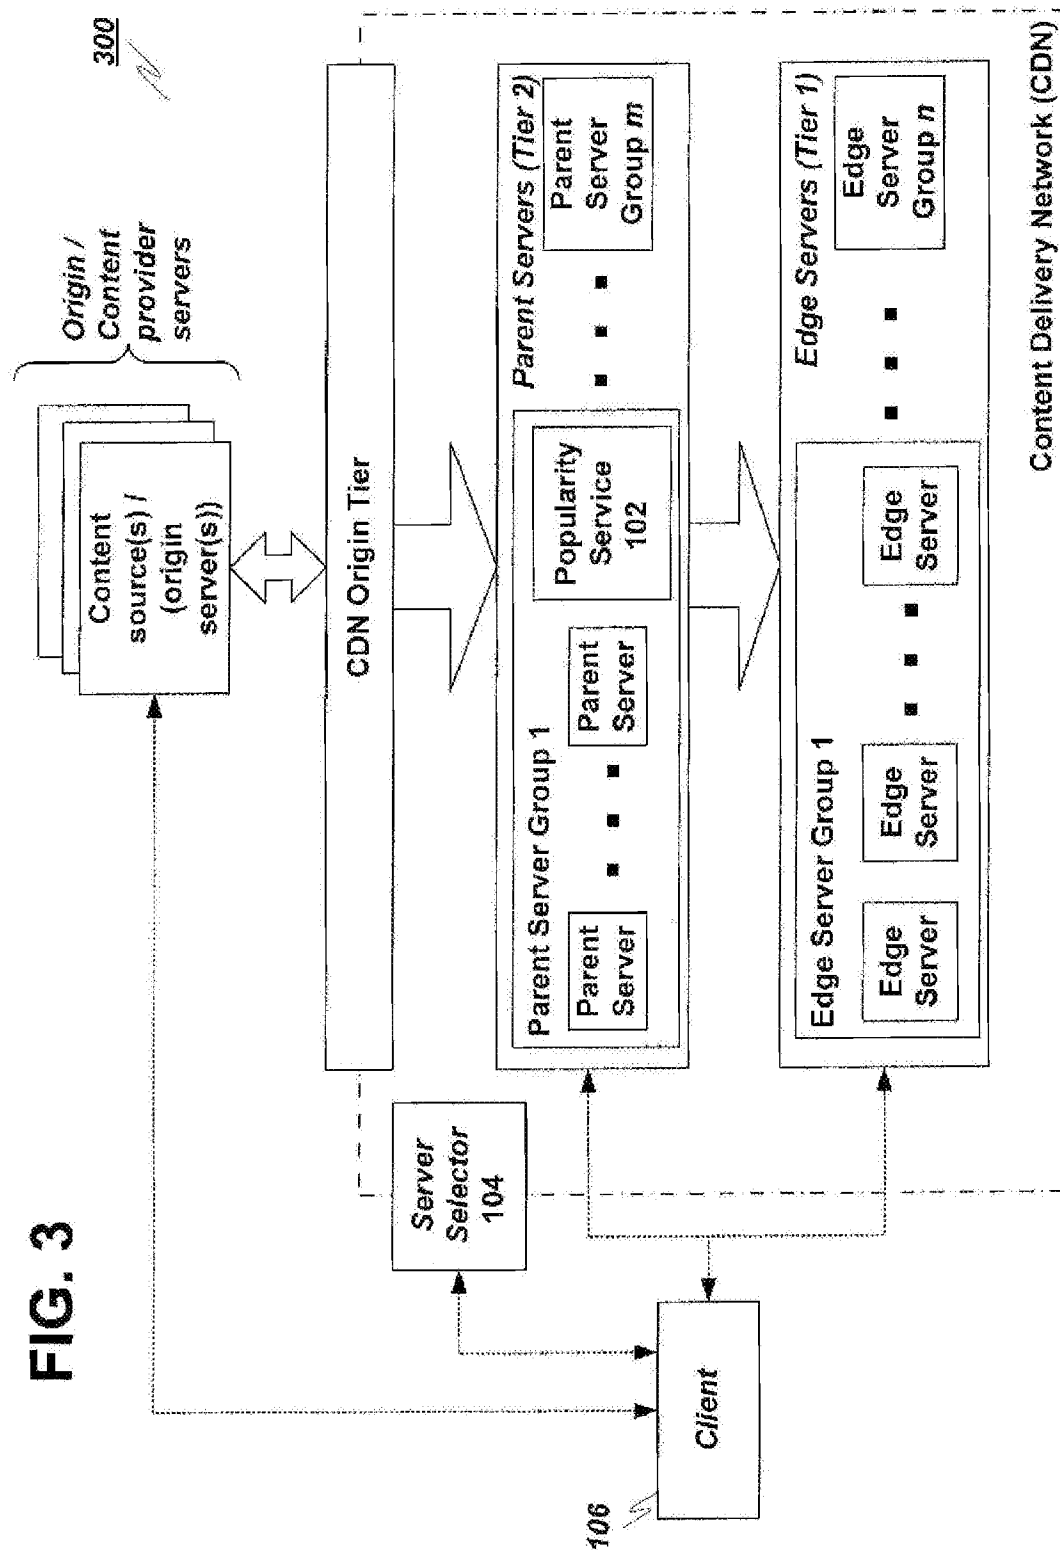 FIG. 3
300
Origin /
Content
provider
servers
Content
source(s) /
(origin
server(s))
CDN Origin Tier
Server
Selector
104
Parent Servers (Tier 2)
Parent Server Group 1
Parent
Server
Parent
Server
Popularity
Service
102
Parent
Server
Group m
Edge Servers (Tier 1)
Edge Server Group 1
Edge
Server
Edge
Server
Edge
Server
Edge
Server
Group n
Client
106
Content Delivery Network (CDN)